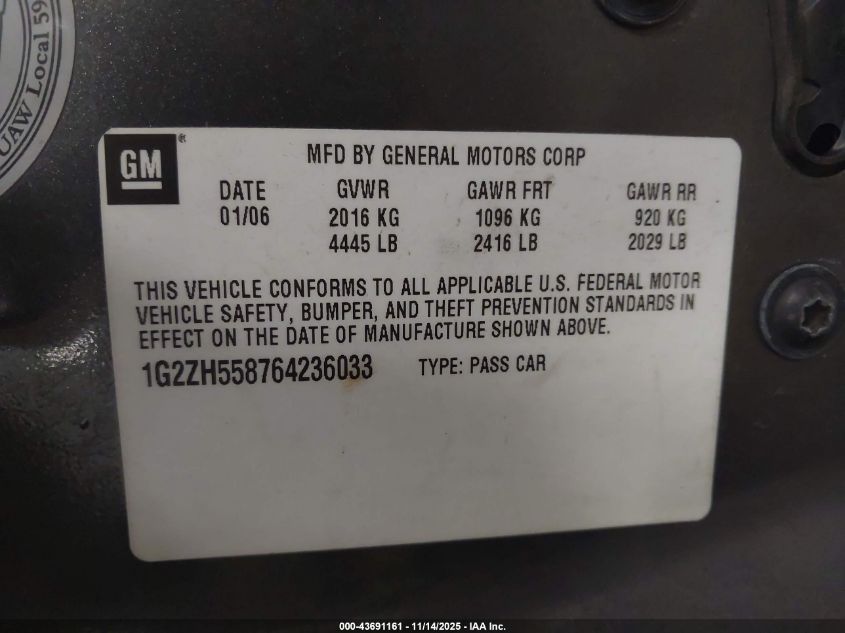 UAW Local 59
GM®
MFD BY GENERAL MOTORS CORP
DATE GVWR GAWR FRT GAWR RR
01/06 2016 KG 1096 KG 920 KG
4445 LB 2416 LB 2029 LB
THIS VEHICLE CONFORMS TO ALL APPLICABLE U.S. FEDERAL MOTOR
VEHICLE SAFETY, BUMPER, AND THEFT PREVENTION STANDARDS IN
EFFECT ON THE DATE OF MANUFACTURE SHOWN ABOVE.
1G2ZH558764236033 TYPE: PASS CAR
000-43691161 - 11/14/2025 - IAA Inc.